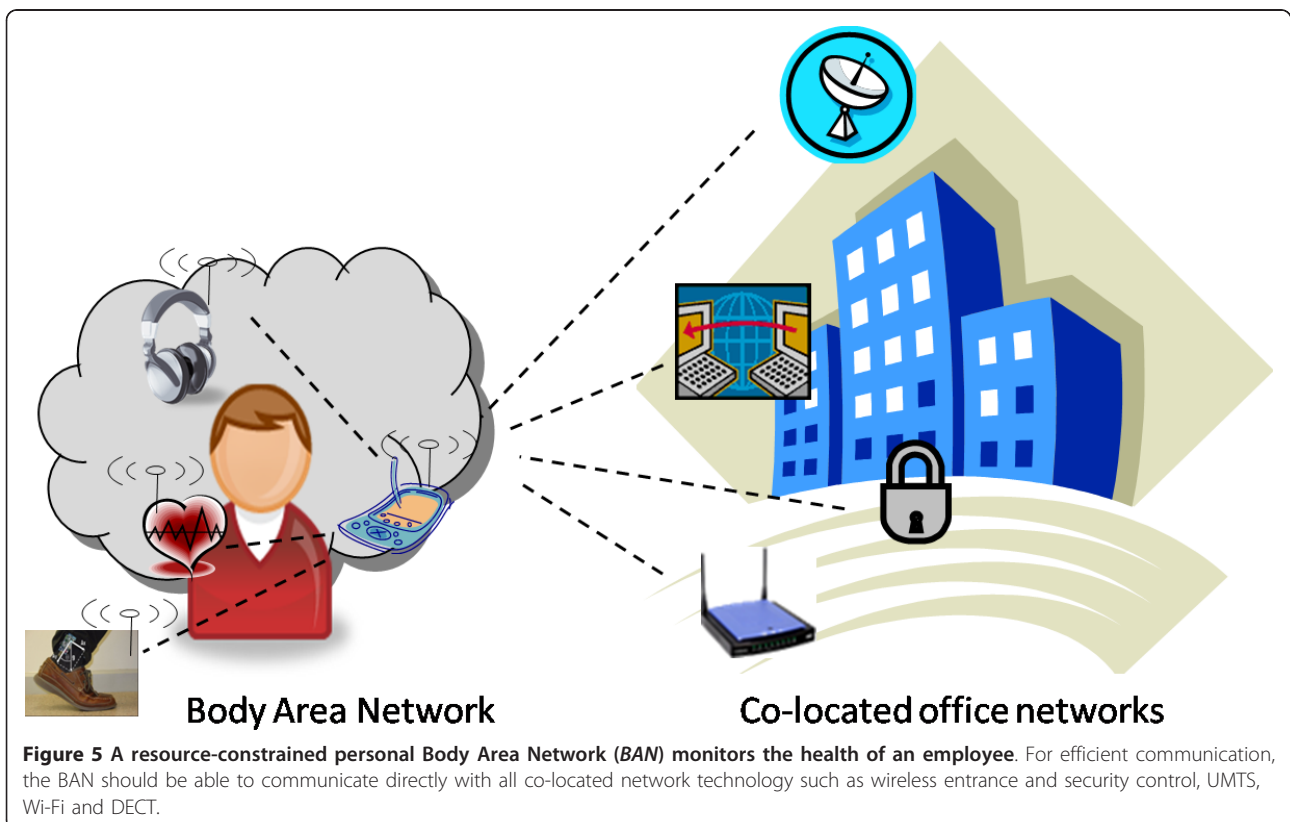 Body Area Network
Co-located office networks
Figure 5 A resource-constrained personal Body Area Network (BAN) monitors the health of an employee. For efficient communication,
the BAN should be able to communicate directly with all co-located network technology such as wireless entrance and security control, UMTS,
Wi-Fi and DECT.